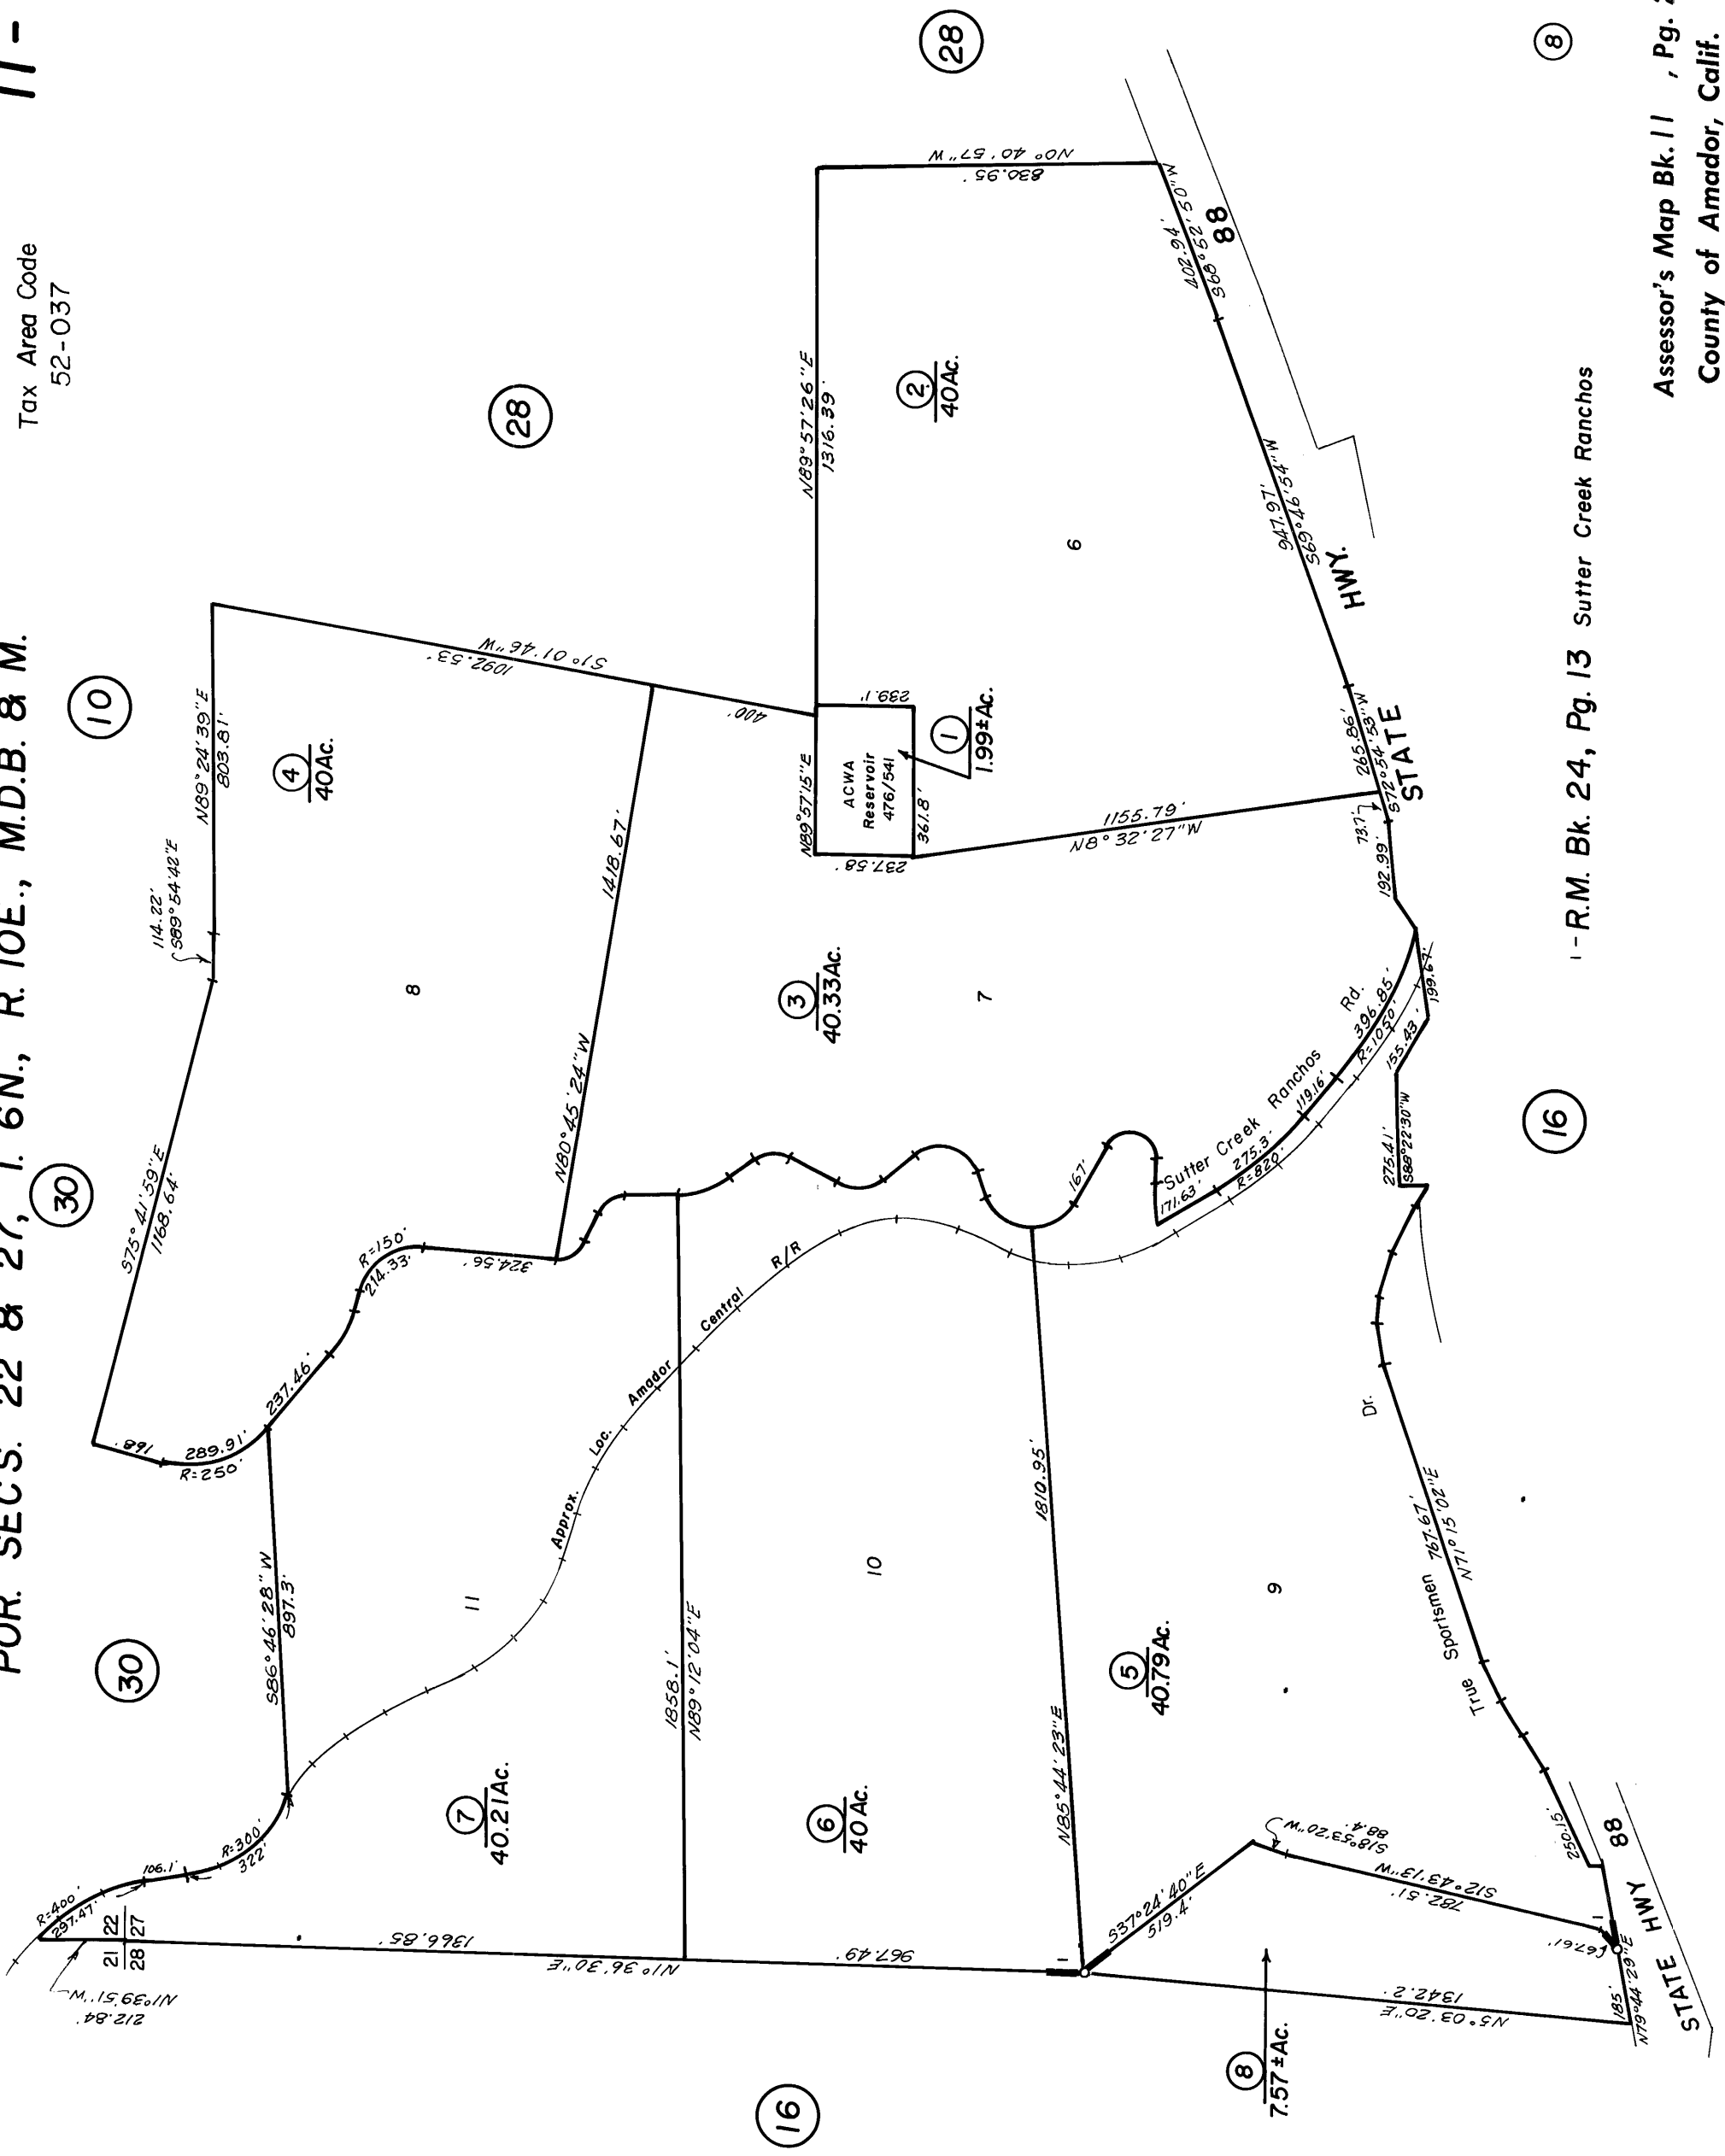 POR. SEC'S. 22 & 27, T. 6N., R. 10E., M.D.B. & M.
11-
Tax Area Code
52-037
30
10
28
28
30
16
16
8
S75°41'59"E
1168.64'
114.22'
S89°54'42"E
N89°24'39"E
803.81'
4
40Ac.
8
S1°01'46"W
1092.53'
400'
168'
289.91'
R=250'
237.46'
R=150'
214.33'
324.56'
N80°45'24"W
1418.67'
S86°46'28"W
897.3'
R=400'
297.47'
106.1'
R=300'
322'
21 22
28 27
212.84'
N1°39'51"W
1366.85'
N1°36'30"E
967.49'
7
40.21Ac.
11
Approx. Loc. Amador Central R/R
1858.1'
N89°12'04"E
6
40Ac.
10
3
40.33Ac.
7
N89°57'15"E
ACWA
Reservoir
476/541
237.58'
239.1'
361.8'
1
1.99±Ac.
N89°57'26"E
1316.39'
2
40Ac.
6
N0°40'57"W
830.95'
1155.79'
N8°32'27"W
402.94'
S68°52'50"W
88
947.97'
S69°46'54"W
HWY.
265.86'
S72°54'53"W
STATE
73.7'
192.99'
167'
171.63'
Sutter Creek Ranchos Rd.
275.3'
R=820'
119.16'
396.85'
R=1050'
199.67'
155.43'
275.41'
S88°22'30"W
1810.95'
N85°44'23"E
5
40.79Ac.
9
True Sportsmen Dr.
767.67'
N71°15'02"E
250.15'
S37°24'40"E
519.4'
S18°53'20"W
88.4'
S12°43'13"W
782.51'
1
1
67.61'
N5°03'20"E
1342.2'
185'
N79°44'29"E
STATE HWY 88
8
7.57±Ac.
1-R.M. Bk. 24, Pg. 13 Sutter Creek Ranchos
Assessor's Map Bk. 11 , Pg.
County of Amador, Calif.